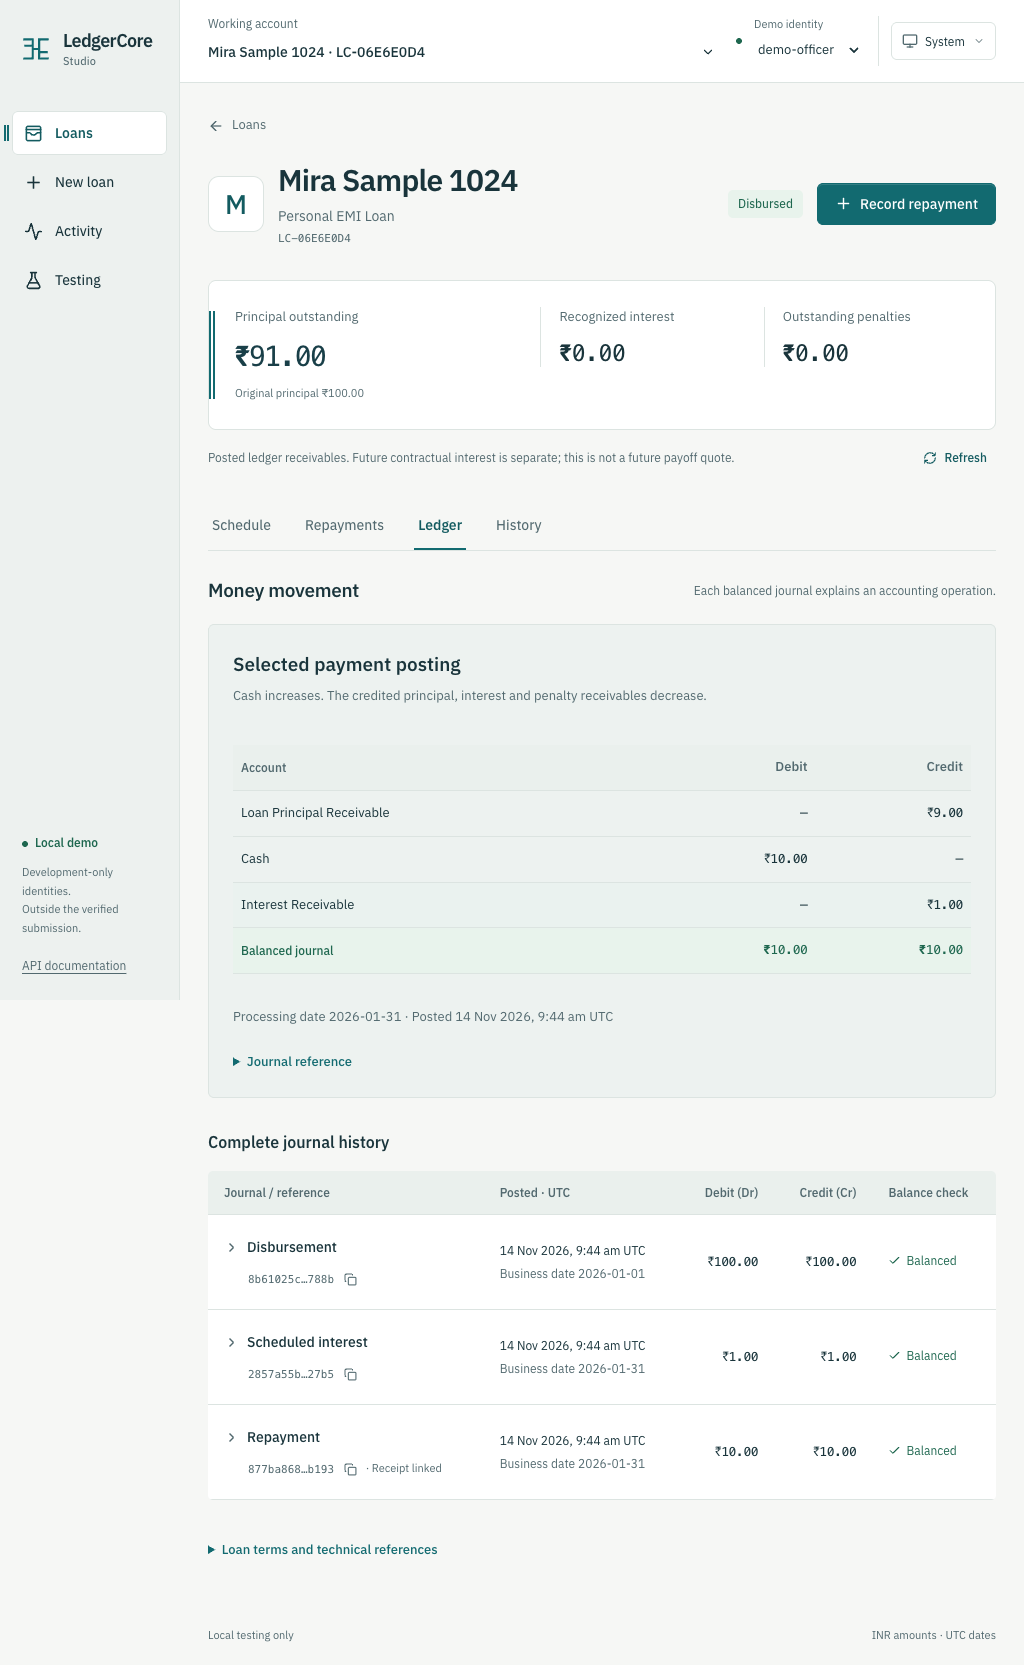 LedgerCore
Studio
Loans
New loan
Activity
Testing
Local demo
Development-only
identities.
Outside the verified
submission.
API documentation
Working account
Mira Sample 1024 · LC-06E6E0D4
Demo identity
demo-officer
System
Loans
M
Mira Sample 1024
Personal EMI Loan
LC-06E6E0D4
Disbursed
Record repayment
Principal outstanding
₹91.00
Original principal ₹100.00
Recognized interest
₹0.00
Outstanding penalties
₹0.00
Posted ledger receivables. Future contractual interest is separate; this is not a future payoff quote.
Refresh
Schedule Repayments Ledger History
Money movement
Each balanced journal explains an accounting operation.
Selected payment posting
Cash increases. The credited principal, interest and penalty receivables decrease.
Account Debit Credit
Loan Principal Receivable — ₹9.00
Cash ₹10.00 —
Interest Receivable — ₹1.00
Balanced journal ₹10.00 ₹10.00
Processing date 2026-01-31 · Posted 14 Nov 2026, 9:44 am UTC
Journal reference
Complete journal history
Journal / reference Posted · UTC Debit (Dr) Credit (Cr) Balance check
Disbursement
8b61025c…788b
14 Nov 2026, 9:44 am UTC
Business date 2026-01-01
₹100.00 ₹100.00 Balanced
Scheduled interest
2857a55b…27b5
14 Nov 2026, 9:44 am UTC
Business date 2026-01-31
₹1.00 ₹1.00 Balanced
Repayment
877ba868…b193 · Receipt linked
14 Nov 2026, 9:44 am UTC
Business date 2026-01-31
₹10.00 ₹10.00 Balanced
Loan terms and technical references
Local testing only
INR amounts · UTC dates